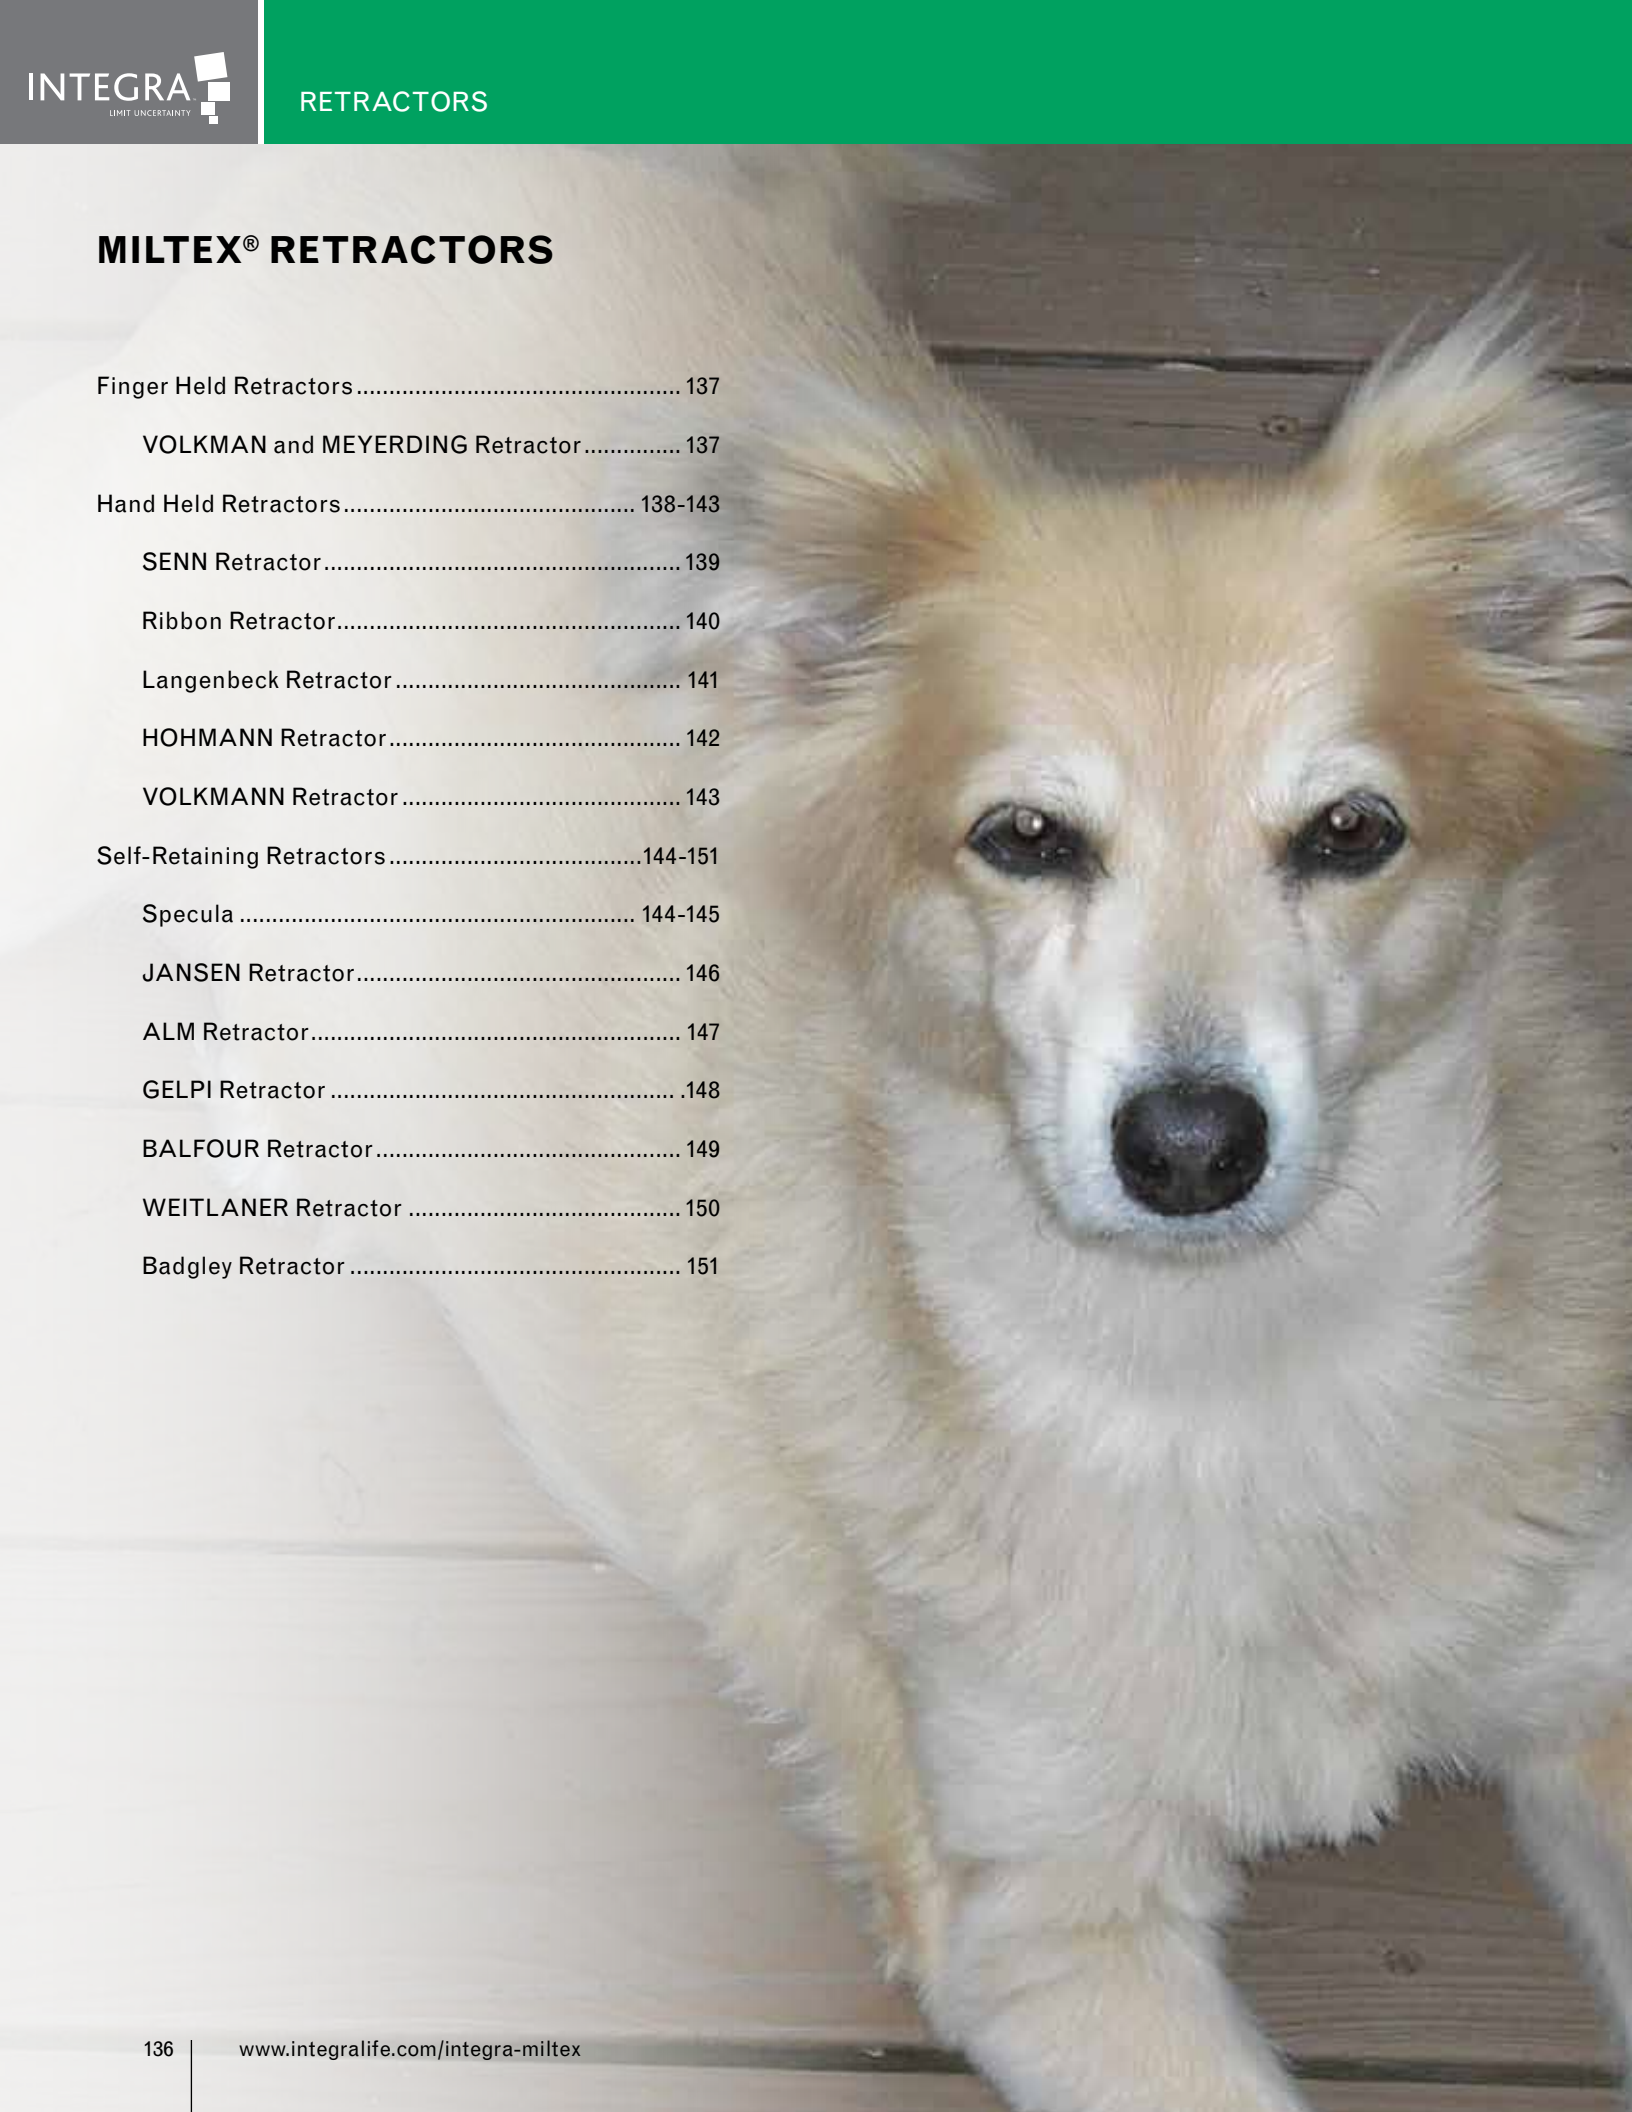 INTEGRA
LIMIT UNCERTAINTY
RETRACTORS
MILTEX® RETRACTORS
Finger Held Retractors.................................................. 137
VOLKMAN and MEYERDING Retractor............... 137
Hand Held Retractors............................................. 138-143
SENN Retractor....................................................... 139
Ribbon Retractor..................................................... 140
Langenbeck Retractor............................................ 141
HOHMANN Retractor............................................. 142
VOLKMANN Retractor........................................... 143
Self-Retaining Retractors.......................................144-151
Specula ............................................................. 144-145
JANSEN Retractor.................................................. 146
ALM Retractor......................................................... 147
GELPI Retractor ..................................................... .148
BALFOUR Retractor............................................... 149
WEITLANER Retractor .......................................... 150
Badgley Retractor ................................................... 151
136
www.integralife.com/integra-miltex